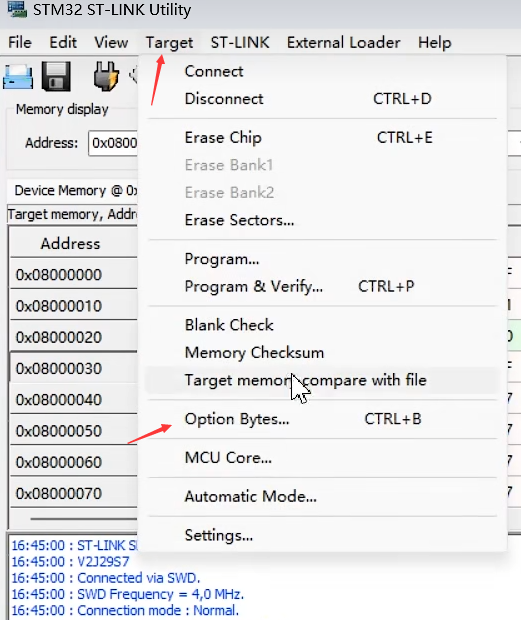 STM32 ST-LINK Utility
File Edit View Target ST-LINK External Loader Help
Connect
Disconnect CTRL+D
Memory display
Erase Chip CTRL+E
Address: 0x0800
Erase Bank1
Erase Bank2
Device Memory @ 0x
Erase Sectors...
Target memory, Addr
Address
Program...
0x08000000
Program & Verify... CTRL+P
0x08000010
Blank Check
0x08000020
Memory Checksum
0x08000030
Target memory compare with file
0x08000040
Option Bytes... CTRL+B
0x08000050
MCU Core...
0x08000060
0x08000070
Automatic Mode...
Settings...
16:45:00 : ST-LINK S
16:45:00 : V2J29S7
16:45:00 : Connected via SWD.
16:45:00 : SWD Frequency = 4,0 MHz.
16:45:00 : Connection mode : Normal.